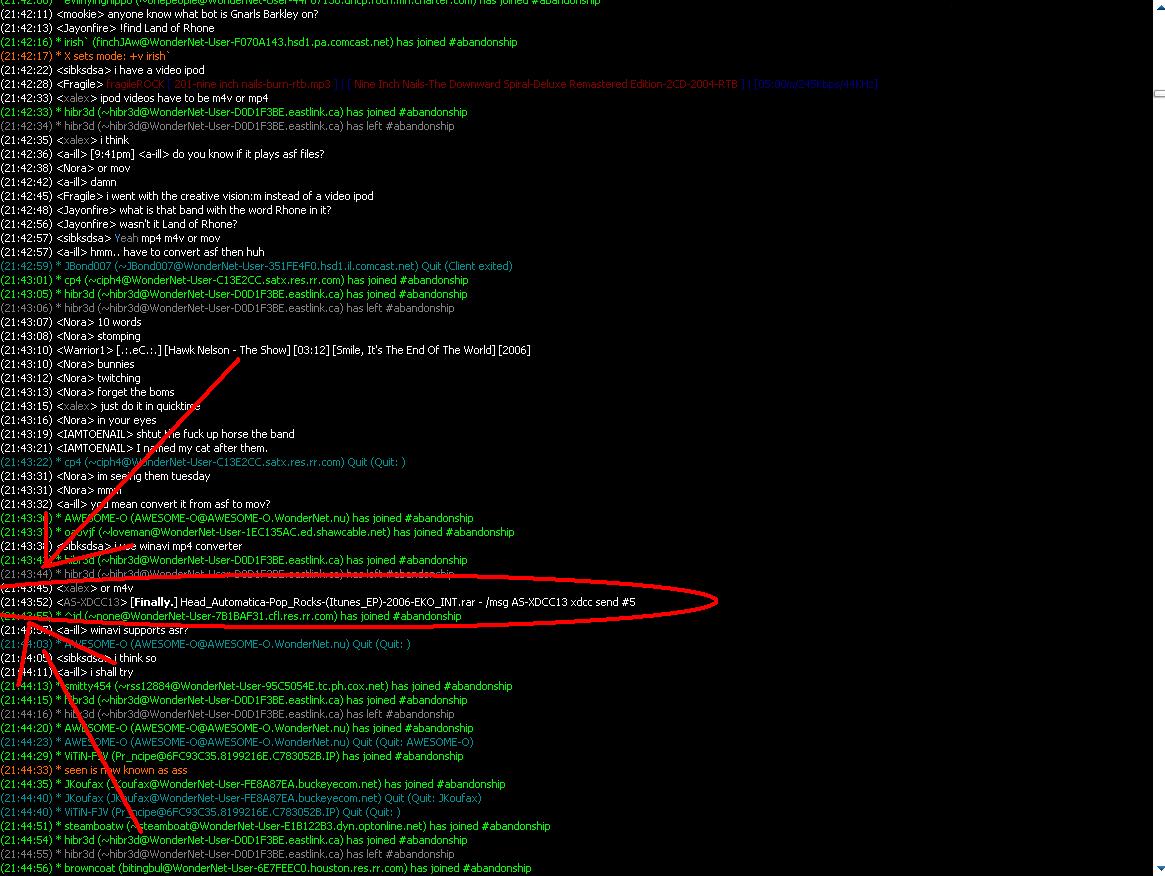 (21:42:11) <mooke> anyone know what bot is Gnarls Barkley on?
(21:42:13) <Jayonfire> !find Land of Rhone
(21:42:16) * irish` (finchJAw@WonderNet-User-F070A143.hsd1.pa.comcast.net) has joined #abandonship
(21:42:17) * X sets mode: +v irish`
(21:42:22) <sibksdsa> i have a video ipod
(21:42:28) <Fragile> fragileROCK [ 201-nine inch nails-burn-rtb.mp3 ] [ [ Nine Inch Nails-The Downward Spiral-Deluxe Remastered Edition-2CD-2004-RTB ]
(21:42:33) <xalex> ipod videos have to be m4v or mp4
(21:42:33) * hibr3d (~hibr3d@WonderNet-User-D0D1F3BE.eastlink.ca) has joined #abandonship
(21:42:34) * hibr3d (~hibr3d@WonderNet-User-D0D1F3BE.eastlink.ca) has left #abandonship
(21:42:35) <xalex> i think
(21:42:36) <a-ill> [9:41pm] <a-ill> do you know if it plays asf files?
(21:42:38) <Nora> or mov
(21:42:42) <a-ill> damn
(21:42:45) <Fragile> i went with the creative vision:m instead of a video ipod
(21:42:48) <Jayonfire> what is that band with the word Rhone in it?
(21:42:56) <Jayonfire> wasn't it Land of Rhone?
(21:42:57) <sibksdsa> Yeah mp4 m4v or mov
(21:42:57) <a-ill> hmm.. have to convert asf then huh
(21:42:59) * JBond007 (~JBond007@WonderNet-User-351FE4F0.hsd1.il.comcast.net) Quit (Client exited)
(21:43:01) * cp4 (~ciph4@WonderNet-User-C13E2CC.satx.res.rr.com) has joined #abandonship
(21:43:05) * hibr3d (~hibr3d@WonderNet-User-D0D1F3BE.eastlink.ca) has joined #abandonship
(21:43:06) * hibr3d (~hibr3d@WonderNet-User-D0D1F3BE.eastlink.ca) has left #abandonship
(21:43:07) <Nora> 10 words
(21:43:08) <Nora> stomping
(21:43:10) <Warrior1> [.:.eC.:.] [Hawk Nelson - The Show] [03:12] [Smile, It's The End Of The World] [2006]
(21:43:10) <Nora> bunnies
(21:43:12) <Nora> twitching
(21:43:13) <Nora> forget the boms
(21:43:15) <xalex> just do it in quicktime
(21:43:16) <Nora> in your eyes
(21:43:19) <IAMTOENAIL> shtut the fuck up horse the band
(21:43:21) <IAMTOENAIL> I named my cat after them.
(21:43:22) * cp4 (~ciph4@WonderNet-User-C13E2CC.satx.res.rr.com) Quit (Quit: )
(21:43:31) <Nora> im seeing them tuesday
(21:43:31) <Nora> mmm
(21:43:32) <a-ill> you mean convert it from asf to mov?
* AWESOME-O (AWESOME-O@AWESOME-O.WonderNet.nu) has joined #abandonship
(~loveman@WonderNet-User-1EC135AC.ed.shawcable.net) has joined #abandonship
<sibksdsa> i use winavi mp4 converter
* hibr3d (~hibr3d@WonderNet-User-D0D1F3BE.eastlink.ca) has joined #abandonship
(21:43:44) * hibr3d (~hibr3d@WonderNet-User-D0D1F3BE.eastlink.ca) has left #abandonship
(21:43:45) <xalex> or m4v
(21:43:52) <AS-XDCC13> [Finally.] Head_Automatica-Pop_Rocks-(Itunes_EP)-2006-EKO_INT.rar - /msg AS-XDCC13 xdcc send #5
(21:43:55) * ^jd (~none@WonderNet-User-7B1BAF31.cfl.res.rr.com) has joined #abandonship
(21:43:57) <a-ill> winavi supports asf?
(21:44:03) * AWESOME-O (AWESOME-O@AWESOME-O.WonderNet.nu) Quit (Quit: )
(21:44:05) <sibksdsa> i think so
(21:44:11) <a-ill> i shall try
(21:44:13) * smitty454 (~rss12884@WonderNet-User-95C5054E.tc.ph.cox.net) has joined #abandonship
(21:44:15) * hibr3d (~hibr3d@WonderNet-User-D0D1F3BE.eastlink.ca) has joined #abandonship
(21:44:16) * hibr3d (~hibr3d@WonderNet-User-D0D1F3BE.eastlink.ca) has left #abandonship
(21:44:20) * AWESOME-O (AWESOME-O@AWESOME-O.WonderNet.nu) has joined #abandonship
(21:44:23) * AWESOME-O (AWESOME-O@AWESOME-O.WonderNet.nu) Quit (Quit: AWESOME-O)
(21:44:29) * ViTiN-FJV (Pr_ncipe@6FC93C35.8199216E.C783052B.IP) has joined #abandonship
(21:44:33) * seen is now known as ass
(21:44:35) * JKoufax (JKoufax@WonderNet-User-FE8A87EA.buckeyecom.net) has joined #abandonship
(21:44:40) * JKoufax (JKoufax@WonderNet-User-FE8A87EA.buckeyecom.net) Quit (Quit: JKoufax)
(21:44:40) * ViTiN-FJV (Pr_ncipe@6FC93C35.8199216E.C783052B.IP) Quit (Quit: )
(21:44:51) * steamboatw (~steamboat@WonderNet-User-E1B122B3.dyn.optonline.net) has joined #abandonship
(21:44:54) * hibr3d (~hibr3d@WonderNet-User-D0D1F3BE.eastlink.ca) has joined #abandonship
(21:44:55) * hibr3d (~hibr3d@WonderNet-User-D0D1F3BE.eastlink.ca) has left #abandonship
(21:44:56) * browncoat (bitingbul@WonderNet-User-6E7FEEC0.houston.res.rr.com) has joined #abandonship